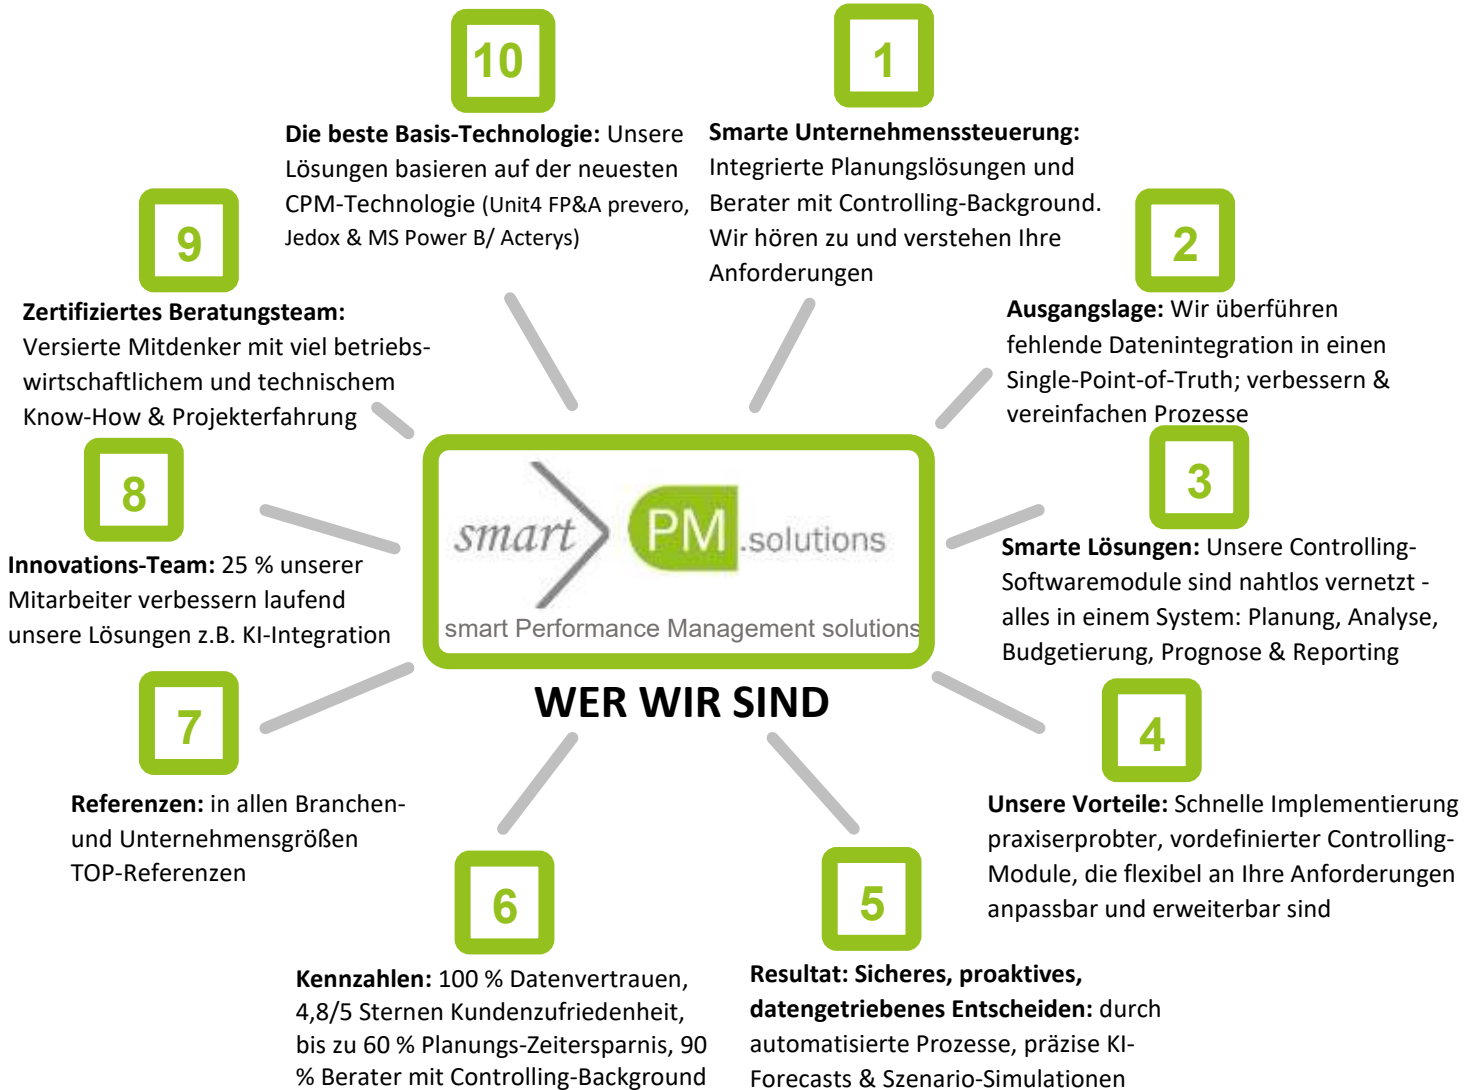 10
Die beste Basis-Technologie: Unsere
Lösungen basieren auf der neuesten
CPM-Technologie (Unit4 FP&A prevero,
Jedox & MS Power B/ Acterys)
1
Smarte Unternehmenssteuerung:
Integrierte Planungslösungen und
Berater mit Controlling-Background.
Wir hören zu und verstehen Ihre
Anforderungen
9
Zertifiziertes Beratungsteam:
Versierte Mitdenker mit viel betriebs-
wirtschaftlichem und technischem
Know-How & Projekterfahrung
2
Ausgangslage: Wir überführen
fehlende Datenintegration in einen
Single-Point-of-Truth; verbessern &
vereinfachen Prozesse
8
Innovations-Team: 25 % unserer
Mitarbeiter verbessern laufend
unsere Lösungen z.B. KI-Integration
smart PM.solutions
smart Performance Management solutions
WER WIR SIND
3
Smarte Lösungen: Unsere Controlling-
Softwaremodule sind nahtlos vernetzt -
alles in einem System: Planung, Analyse,
Budgetierung, Prognose & Reporting
7
Referenzen: in allen Branchen-
und Unternehmensgrößen
TOP-Referenzen
4
Unsere Vorteile: Schnelle Implementierung
praxiserprobter, vordefinierter Controlling-
Module, die flexibel an Ihre Anforderungen
anpassbar und erweiterbar sind
6
Kennzahlen: 100 % Datenvertrauen,
4,8/5 Sternen Kundenzufriedenheit,
bis zu 60 % Planungs-Zeitersparnis, 90
% Berater mit Controlling-Background
5
Resultat: Sicheres, proaktives,
datengetriebenes Entscheiden: durch
automatisierte Prozesse, präzise KI-
Forecasts & Szenario-Simulationen